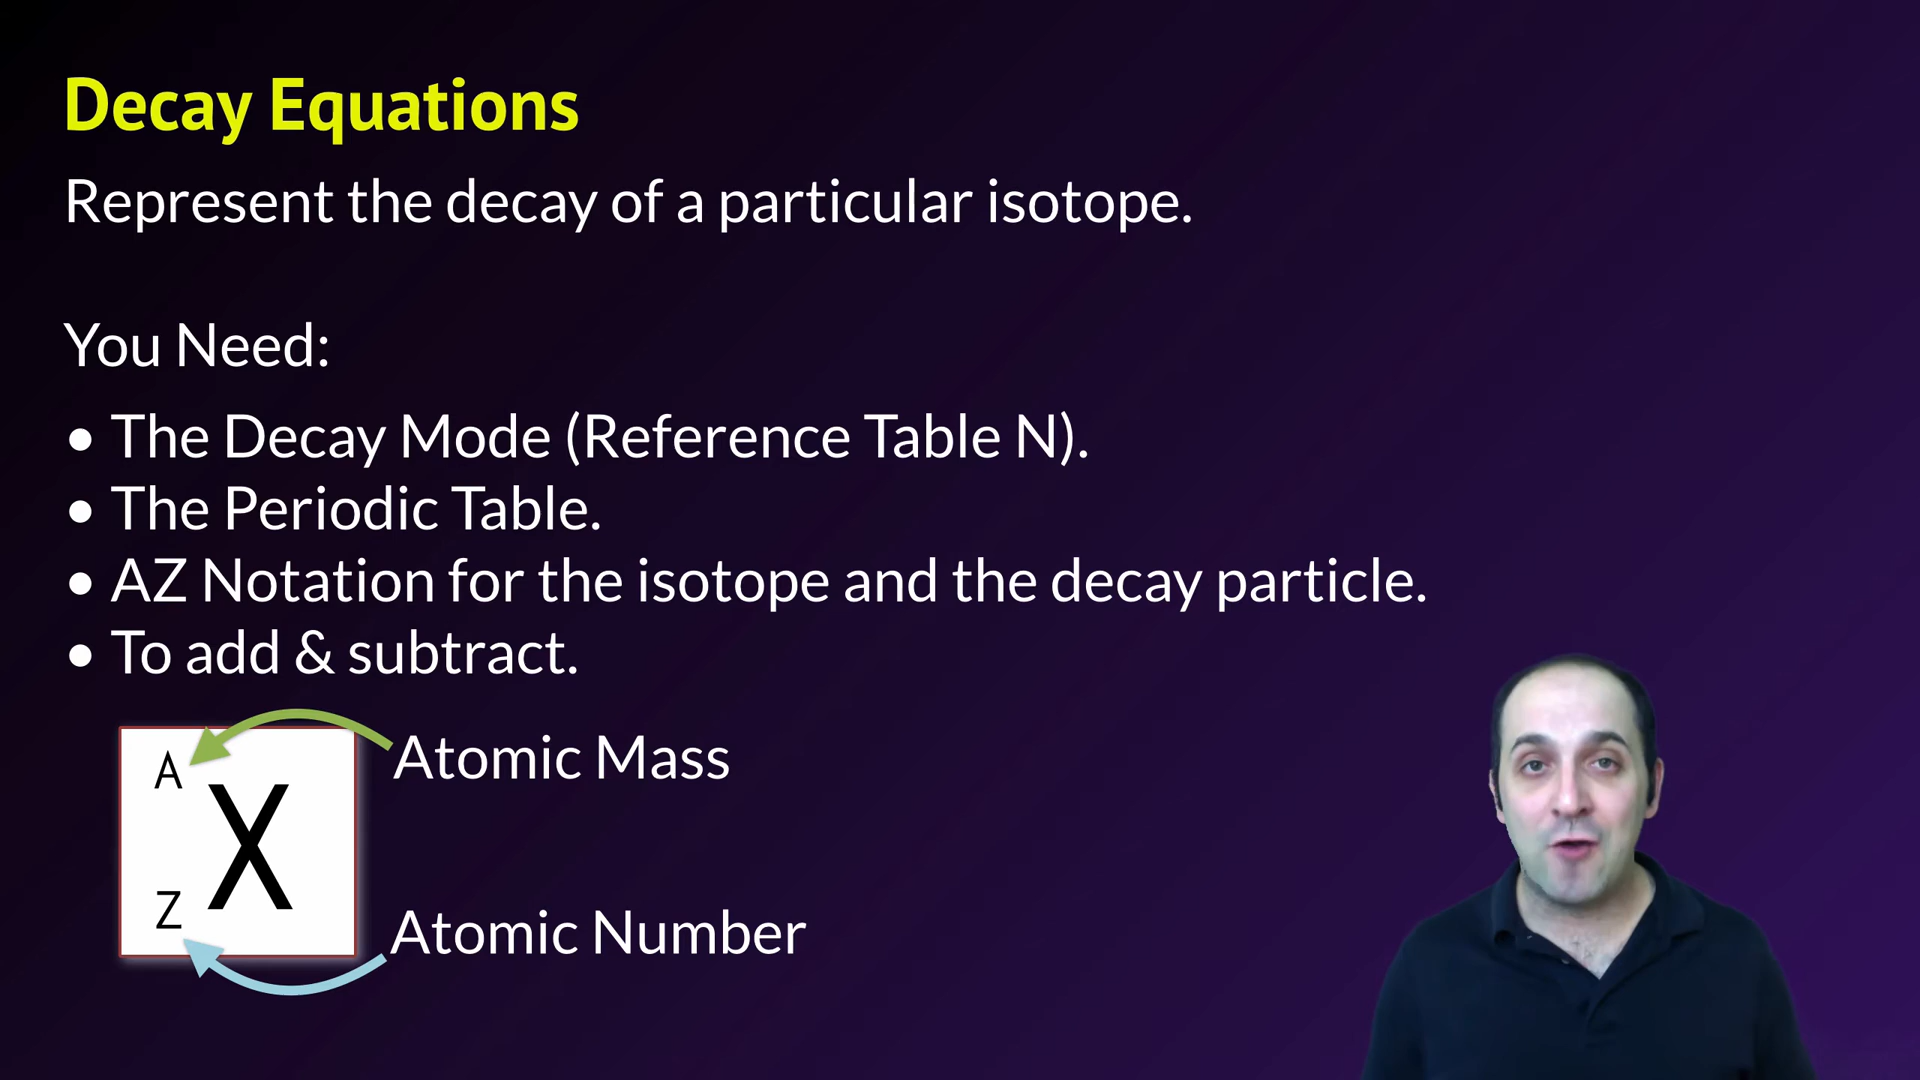 Decay Equations
Represent the decay of a particular isotope.
You Need:
• The Decay Mode (Reference Table N).
• The Periodic Table.
• AZ Notation for the isotope and the decay particle.
• To add & subtract.
A
X
Z
Atomic Mass
Atomic Number